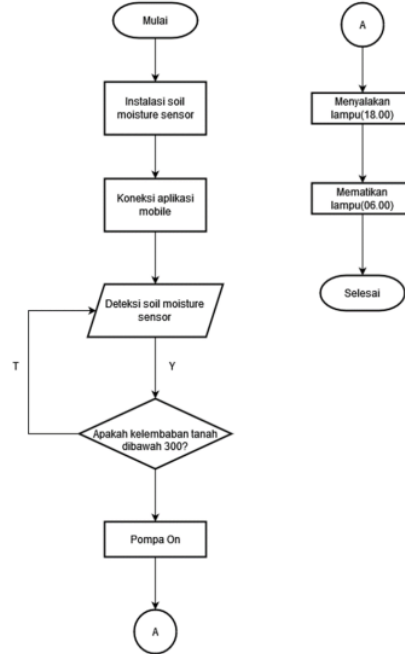 Mulai
Instalasi soil
moisture sensor
Koneksi aplikasi
mobile
Deteksi soil moisture
sensor
T
Y
Apakah kelembaban tanah
dibawah 300?
Pompa On
A
A
Menyalakan
lampu(18.00)
Mematikan
lampu(06.00)
Selesai